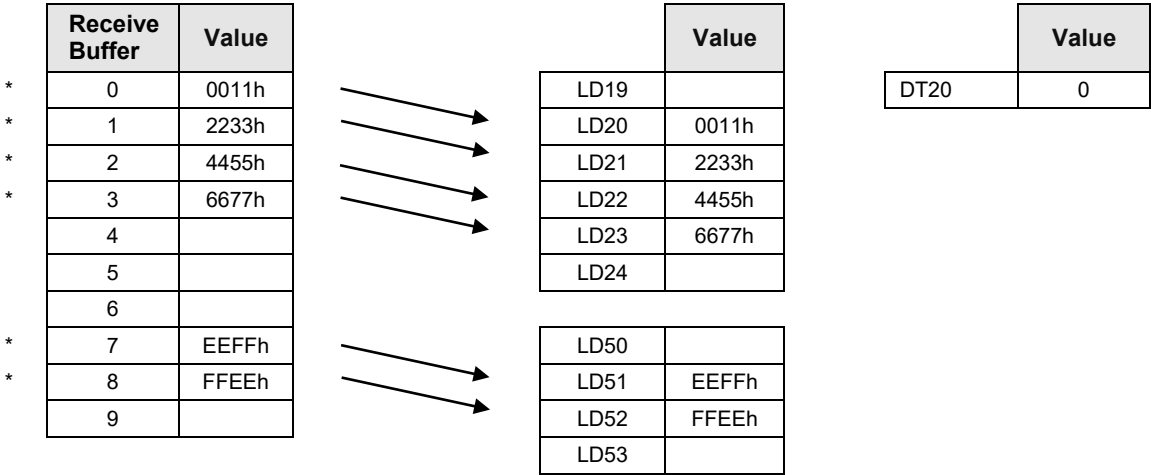 Receive Buffer Value Value Value
* 0 0011h LD19 DT20 0
* 1 2233h LD20 0011h
* 2 4455h LD21 2233h
* 3 6677h LD22 4455h
4 LD23 6677h
5 LD24
6
* 7 EEFFh LD50
* 8 FFEEh LD51 EEFFh
9 LD52 FFEEh
LD53